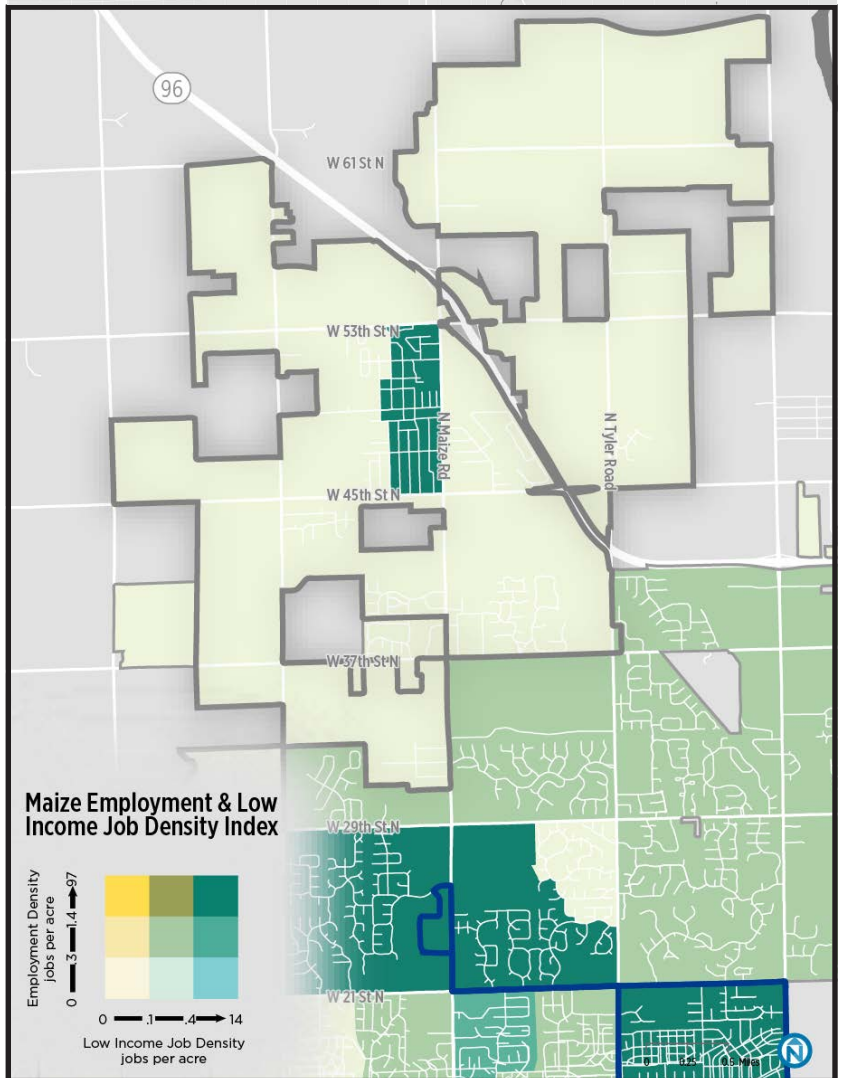 96
W 61 St N
W 53th St N
N Maize Rd
N Tyler Road
W 45th St N
W 37th St N
Maize Employment & Low
Income Job Density Index
W 29th St N
Employment Density
jobs per acre
0 .3 1.4 97
W 21 St N
0 .1 .4 14
Low Income Job Density
jobs per acre
0 0.25 0.5 Miles
N